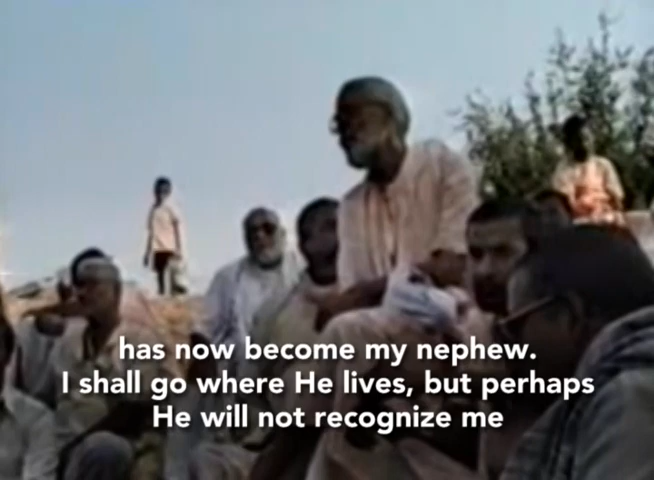 has now become my nephew.
I shall go where He lives, but perhaps
He will not recognize me